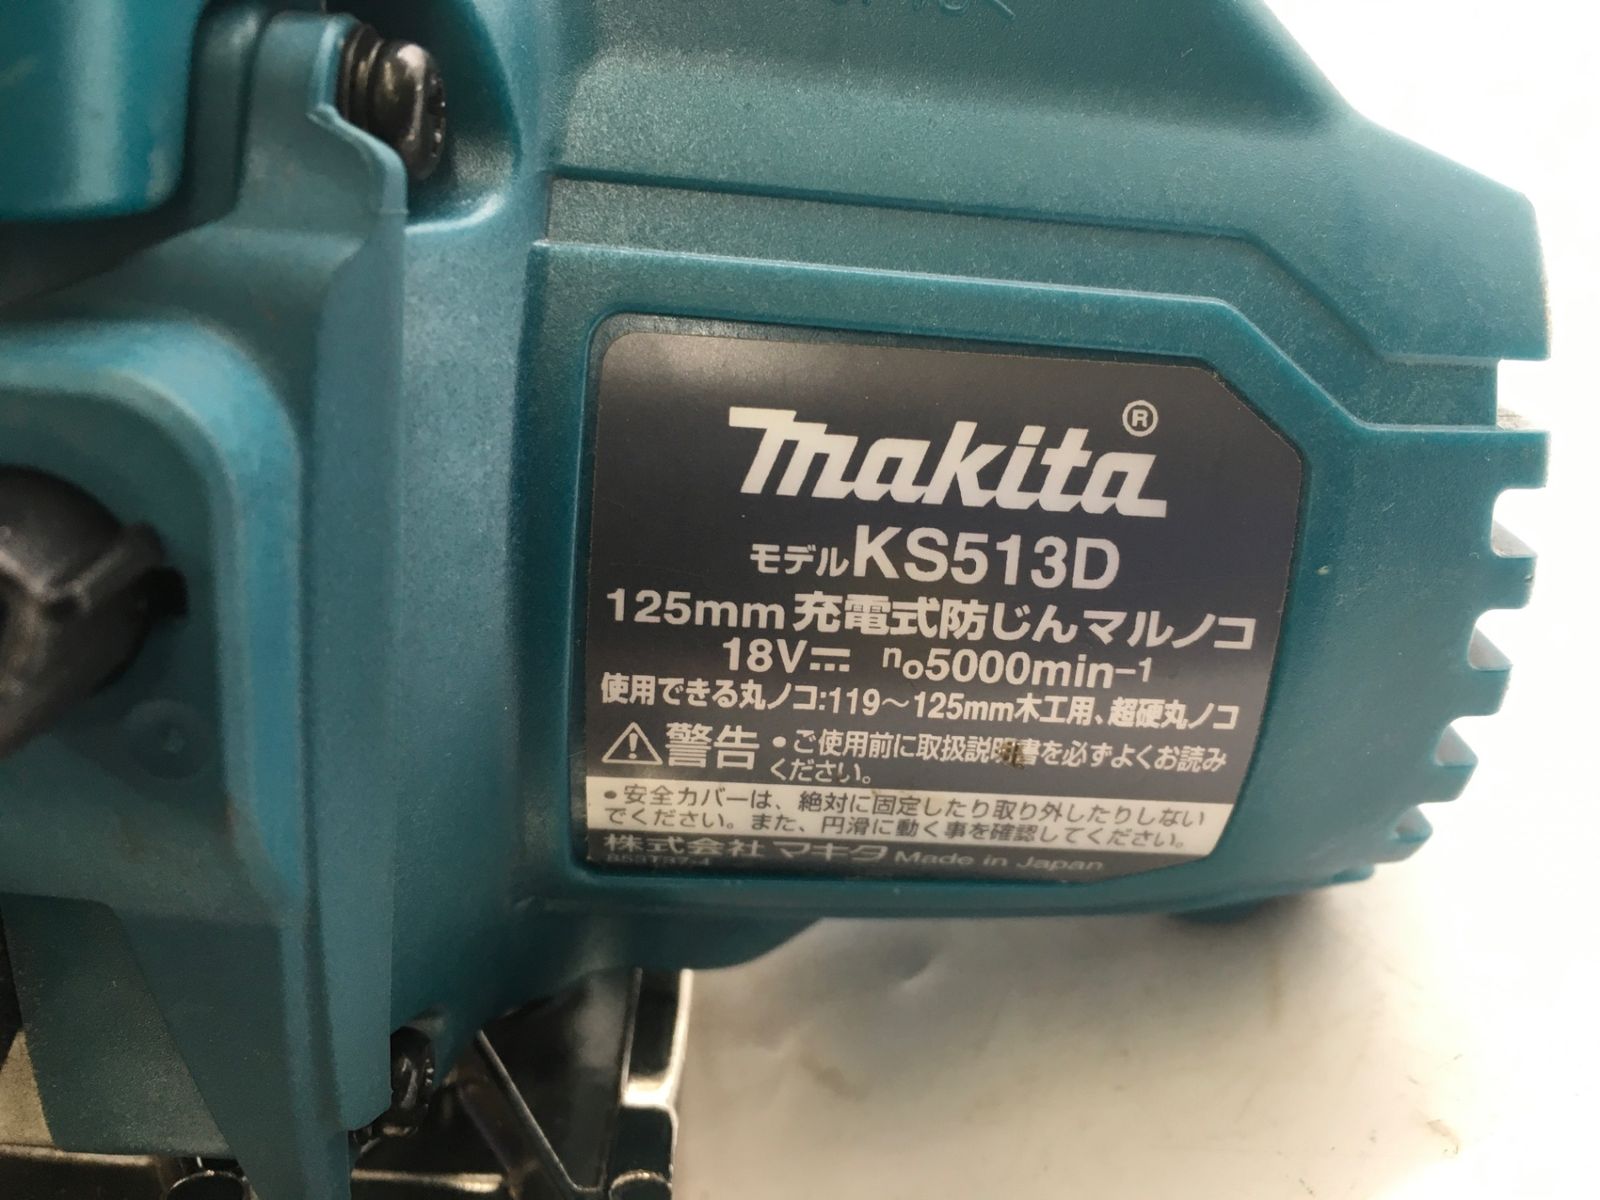 makita®
モデルKS513D
125mm充電式防じんマルノコ
18V⎓ n₀5000min-1
使用できる丸ノコ:119～125mm木工用、超硬丸ノコ
⚠警告 •ご使用前に取扱説明書を必ずよくお読み
ください。
•安全カバーは、絶対に固定したり取り外したりしない
でください。また、円滑に動く事を確認してください。
株式会社 マキタ Made in Japan